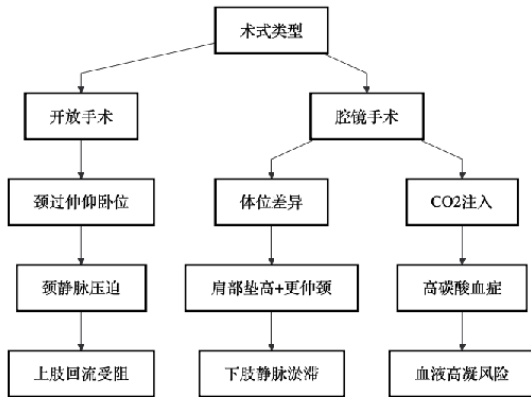 术式类型
开放手术
腔镜手术
颈过伸仰卧位
体位差异
CO2注入
颈静脉压迫
肩部垫高+更伸颈
高碳酸血症
上肢回流受阻
下肢静脉淤滞
血液高凝风险